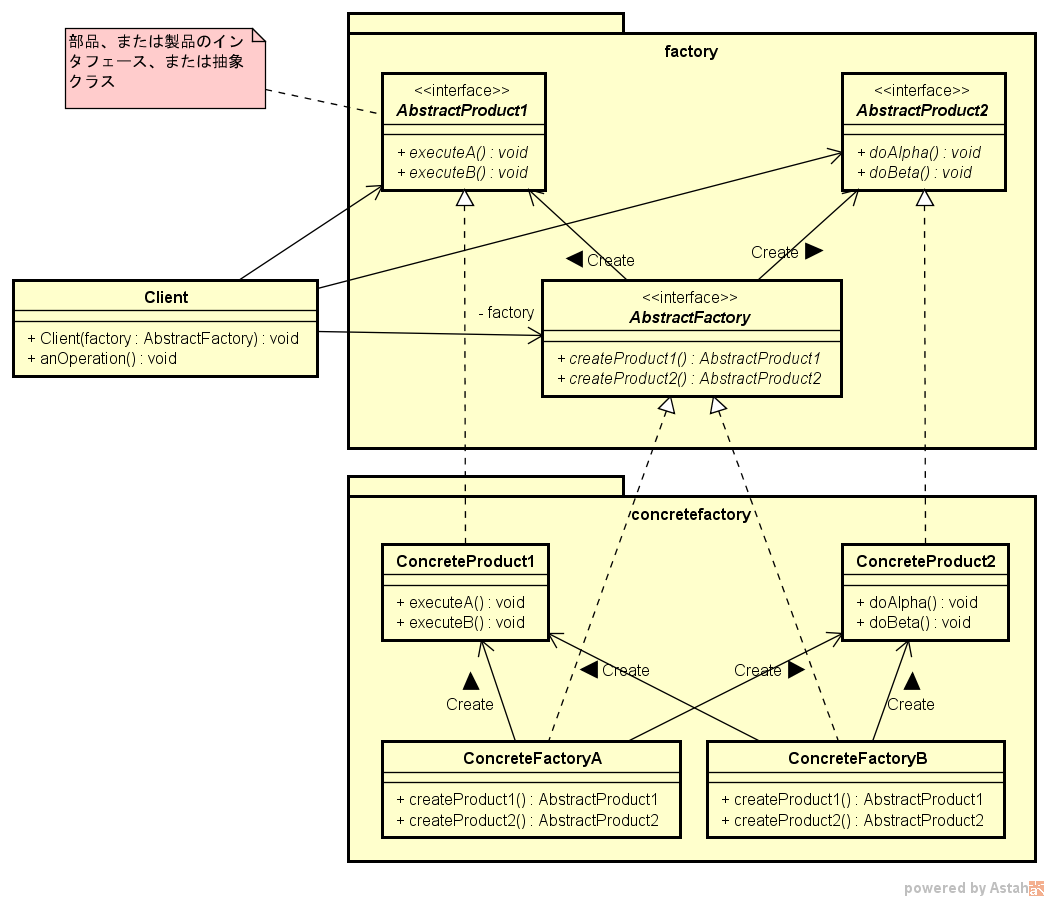 部品、または製品のイン
タフェース、または抽象
クラス
factory
<<interface>>
AbstractProduct1
+ executeA() : void
+ executeB() : void
<<interface>>
AbstractProduct2
+ doAlpha() : void
+ doBeta() : void
◀ Create
Create ▶
Client
+ Client(factory : AbstractFactory) : void
+ anOperation() : void
- factory
<<interface>>
AbstractFactory
+ createProduct1() : AbstractProduct1
+ createProduct2() : AbstractProduct2
concretefactory
ConcreteProduct1
+ executeA() : void
+ executeB() : void
ConcreteProduct2
+ doAlpha() : void
+ doBeta() : void
◀ Create
Create ▶
▲
Create
▲
Create
ConcreteFactoryA
+ createProduct1() : AbstractProduct1
+ createProduct2() : AbstractProduct2
ConcreteFactoryB
+ createProduct1() : AbstractProduct1
+ createProduct2() : AbstractProduct2
powered by Astah